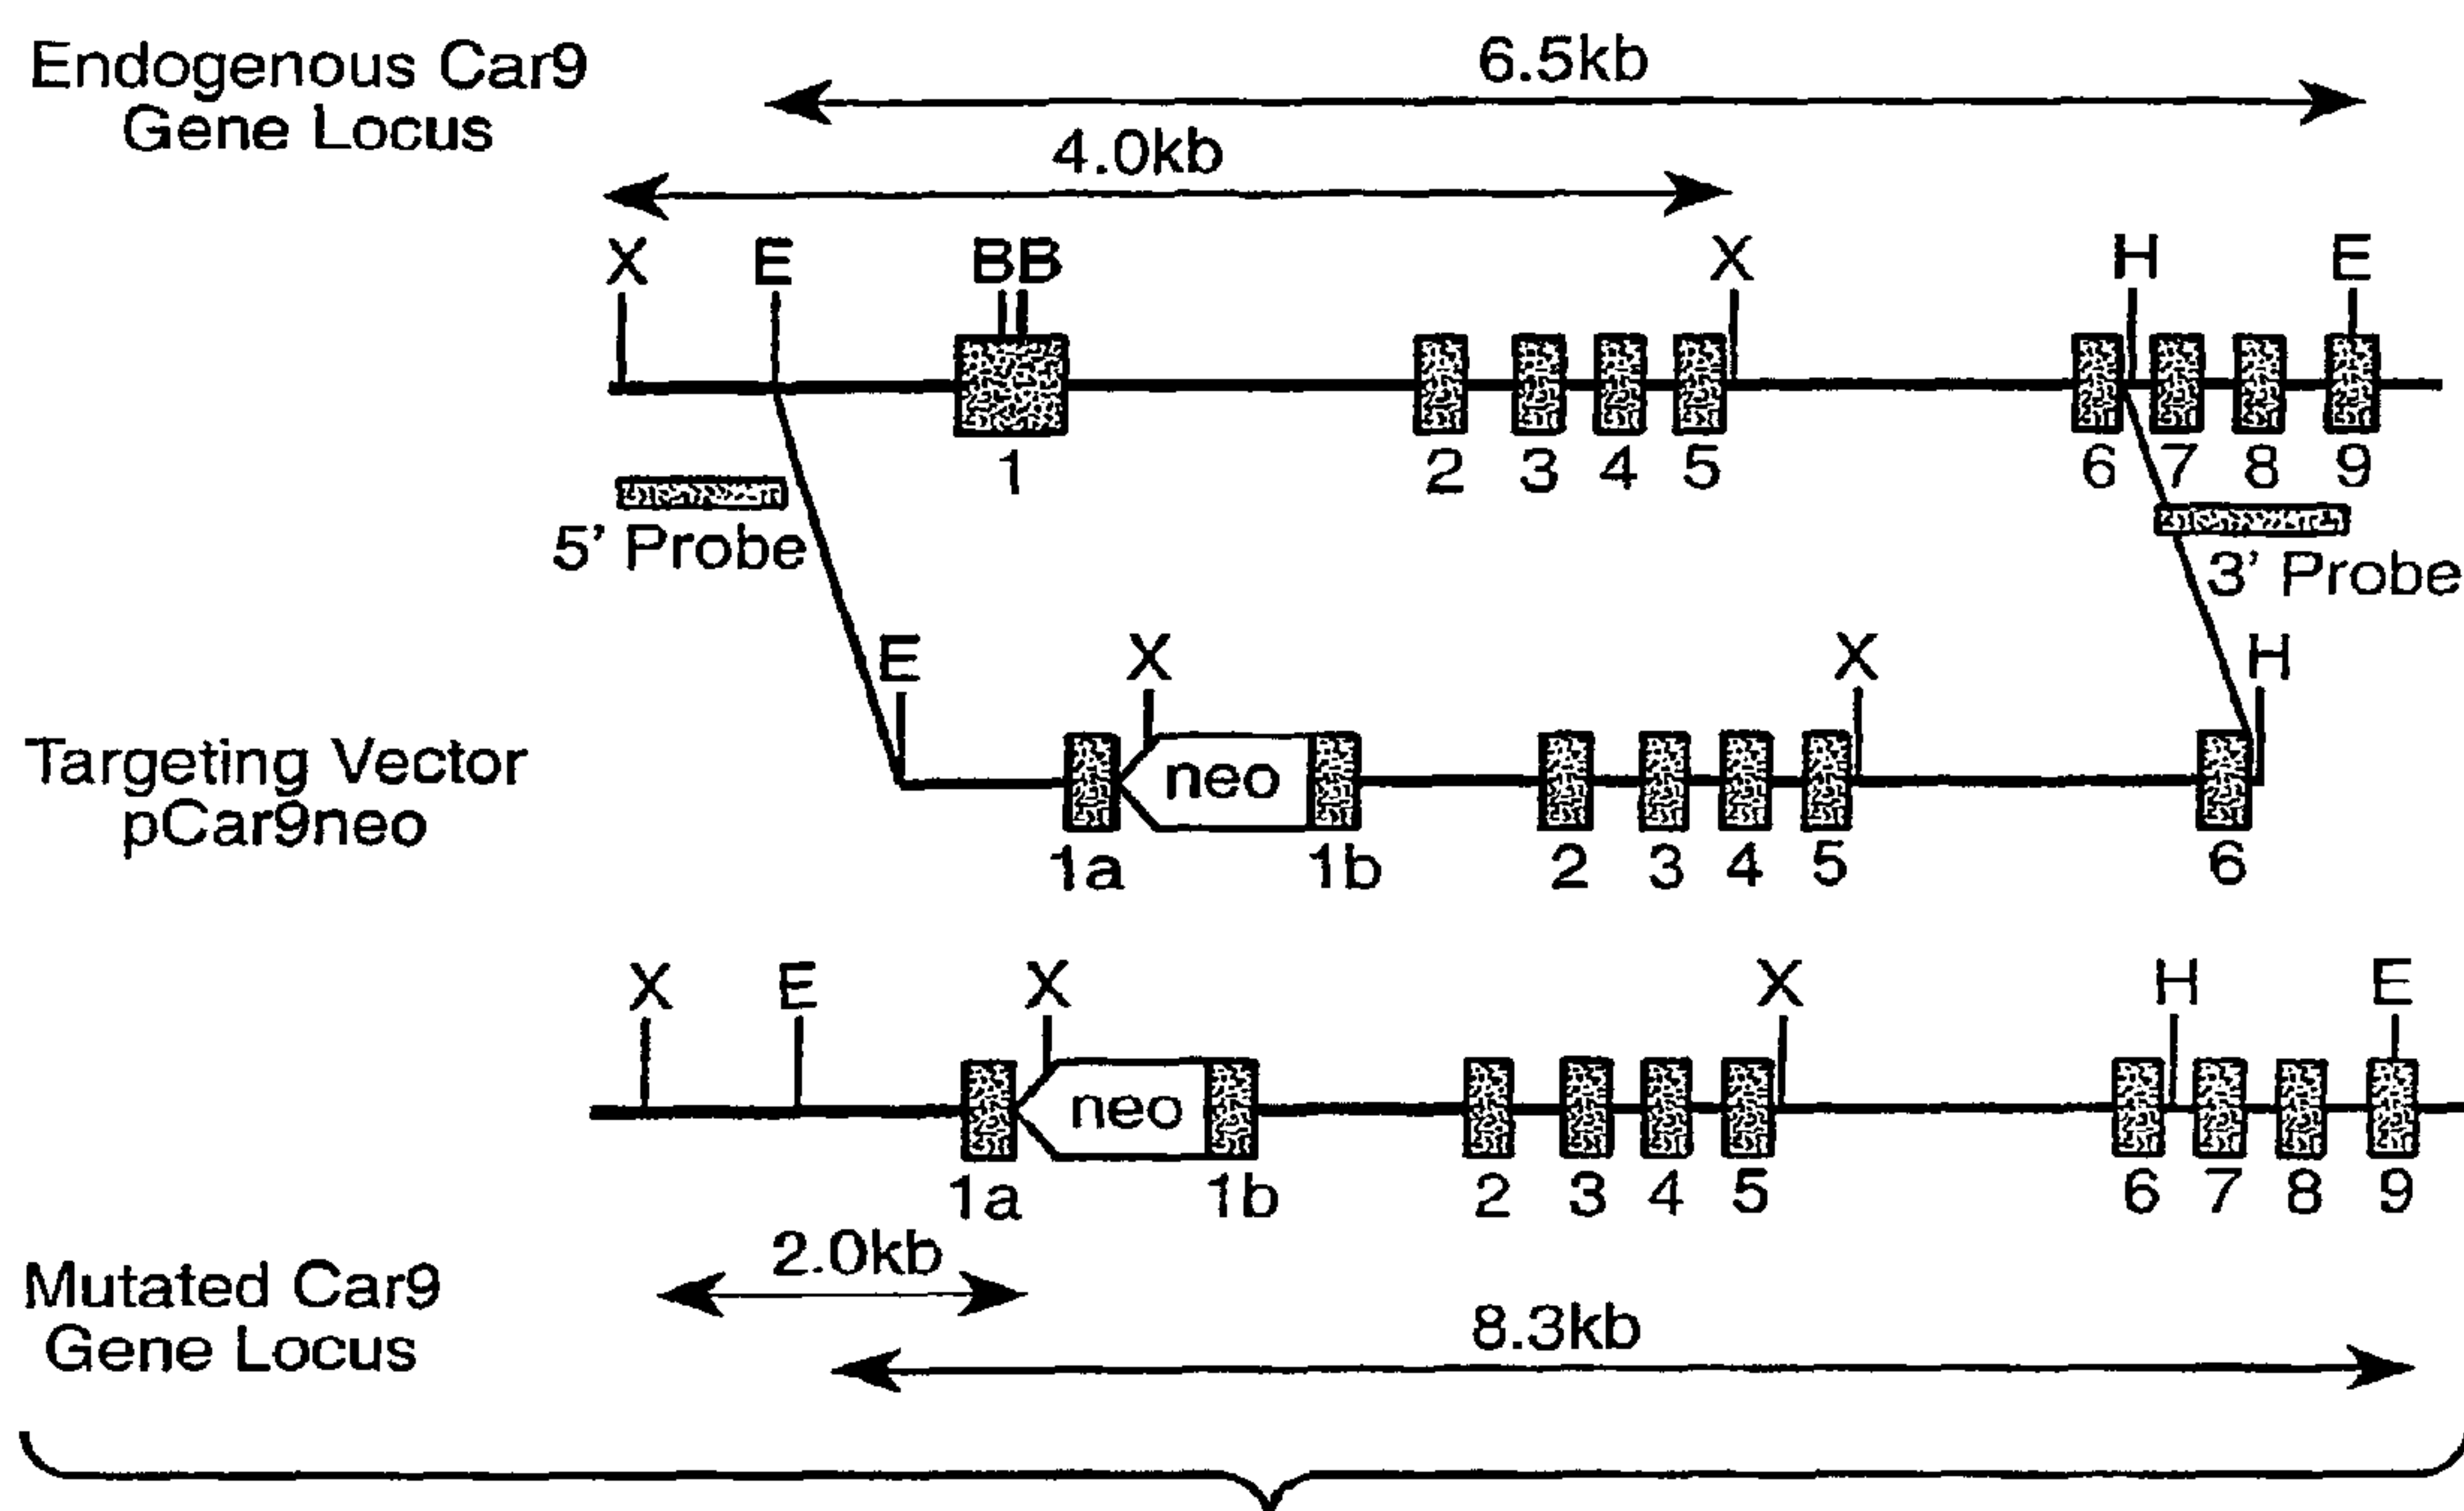 Endogenous Car9
Gene Locus
6.5kb
4.0kb
X E BB X H E
1 2 3 4 5 6 7 8 9
5' Probe
3' Probe
E X X H
Targeting Vector
pCar9neo
neo
1a 1b 2 3 4 5 6
X E X X H E
neo
1a 1b 2 3 4 5 6 7 8 9
2.0kb
Mutated Car9
Gene Locus
8.3kb